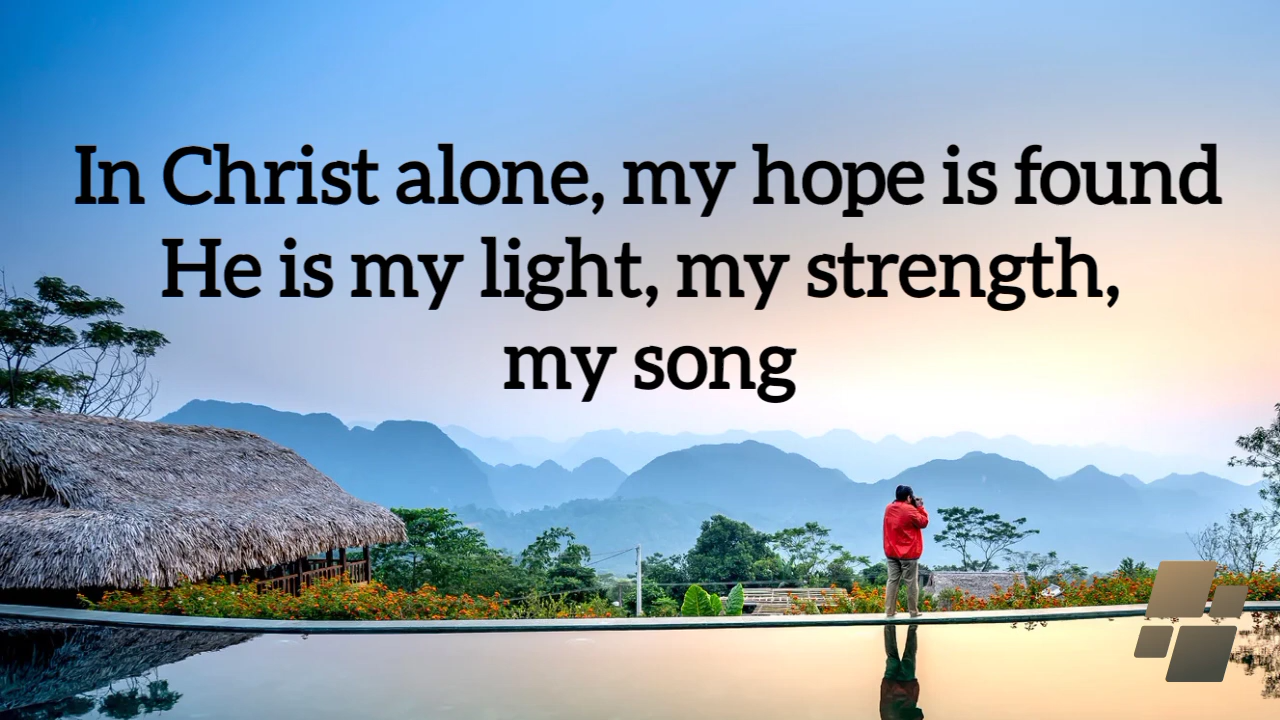 In Christ alone, my hope is found
He is my light, my strength,
my song